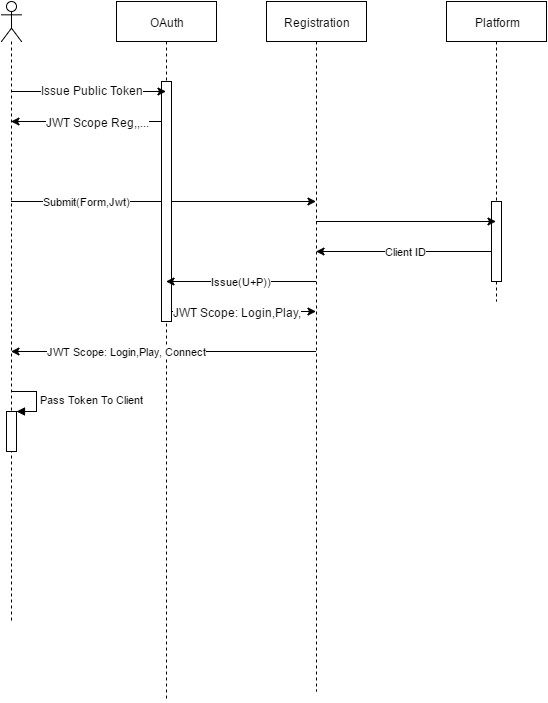 OAuth
Registration
Platform
Issue Public Token
JWT Scope Reg,,...
Submit(Form,Jwt)
Client ID
Issue(U+P))
JWT Scope: Login,Play,
JWT Scope: Login,Play, Connect
Pass Token To Client